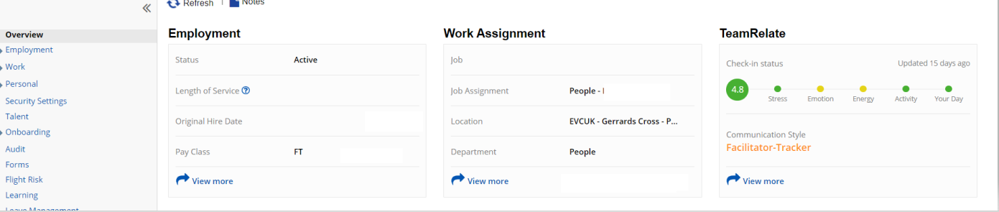 Refresh Notes
Overview
Employment
Work
Personal
Security Settings
Talent
Onboarding
Audit
Forms
Flight Risk
Learning
Leave Management
Employment
Status Active
Length of Service
Original Hire Date
Pay Class FT
View more
Work Assignment
Job
Job Assignment People -
Location EVCUK - Gerrards Cross - P...
Department People
View more
TeamRelate
Check-in status Updated 15 days ago
4.8
Stress Emotion Energy Activity Your Day
Communication Style
Facilitator-Tracker
View more